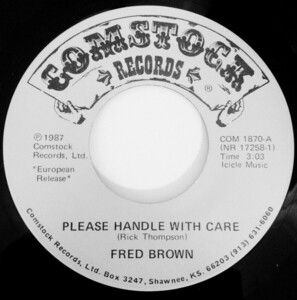 COMSTOCK
RECORDS
℗1987
Comstock
Records, Ltd.
"European
Release"
COM 1870-A
(NR 17258-1)
Time 3:03
Icicle Music
PLEASE HANDLE WITH CARE
(Rick Thompson)
FRED BROWN
Comstock Records, Ltd. Box 3247, Shawnee, KS. 66203 (913) 631-6060